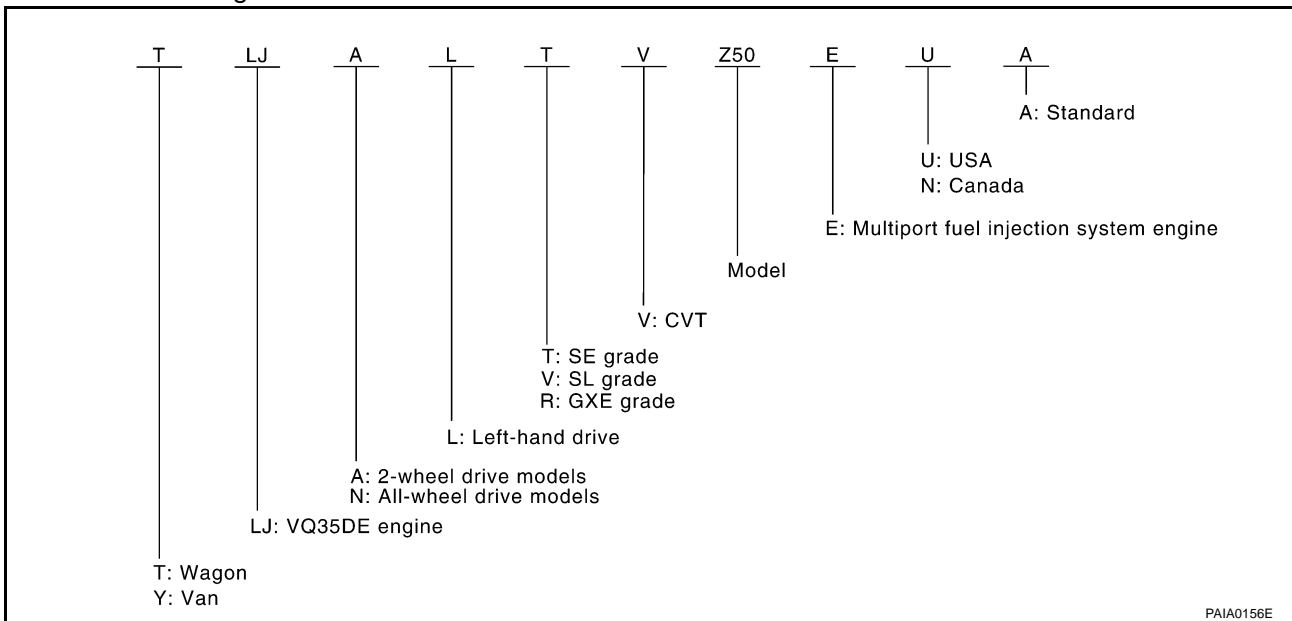 T LJ A L T V Z50 E U A
A: Standard
U: USA
N: Canada
E: Multiport fuel injection system engine
Model
V: CVT
T: SE grade
V: SL grade
R: GXE grade
L: Left-hand drive
A: 2-wheel drive models
N: All-wheel drive models
LJ: VQ35DE engine
T: Wagon
Y: Van
PAIA0156E